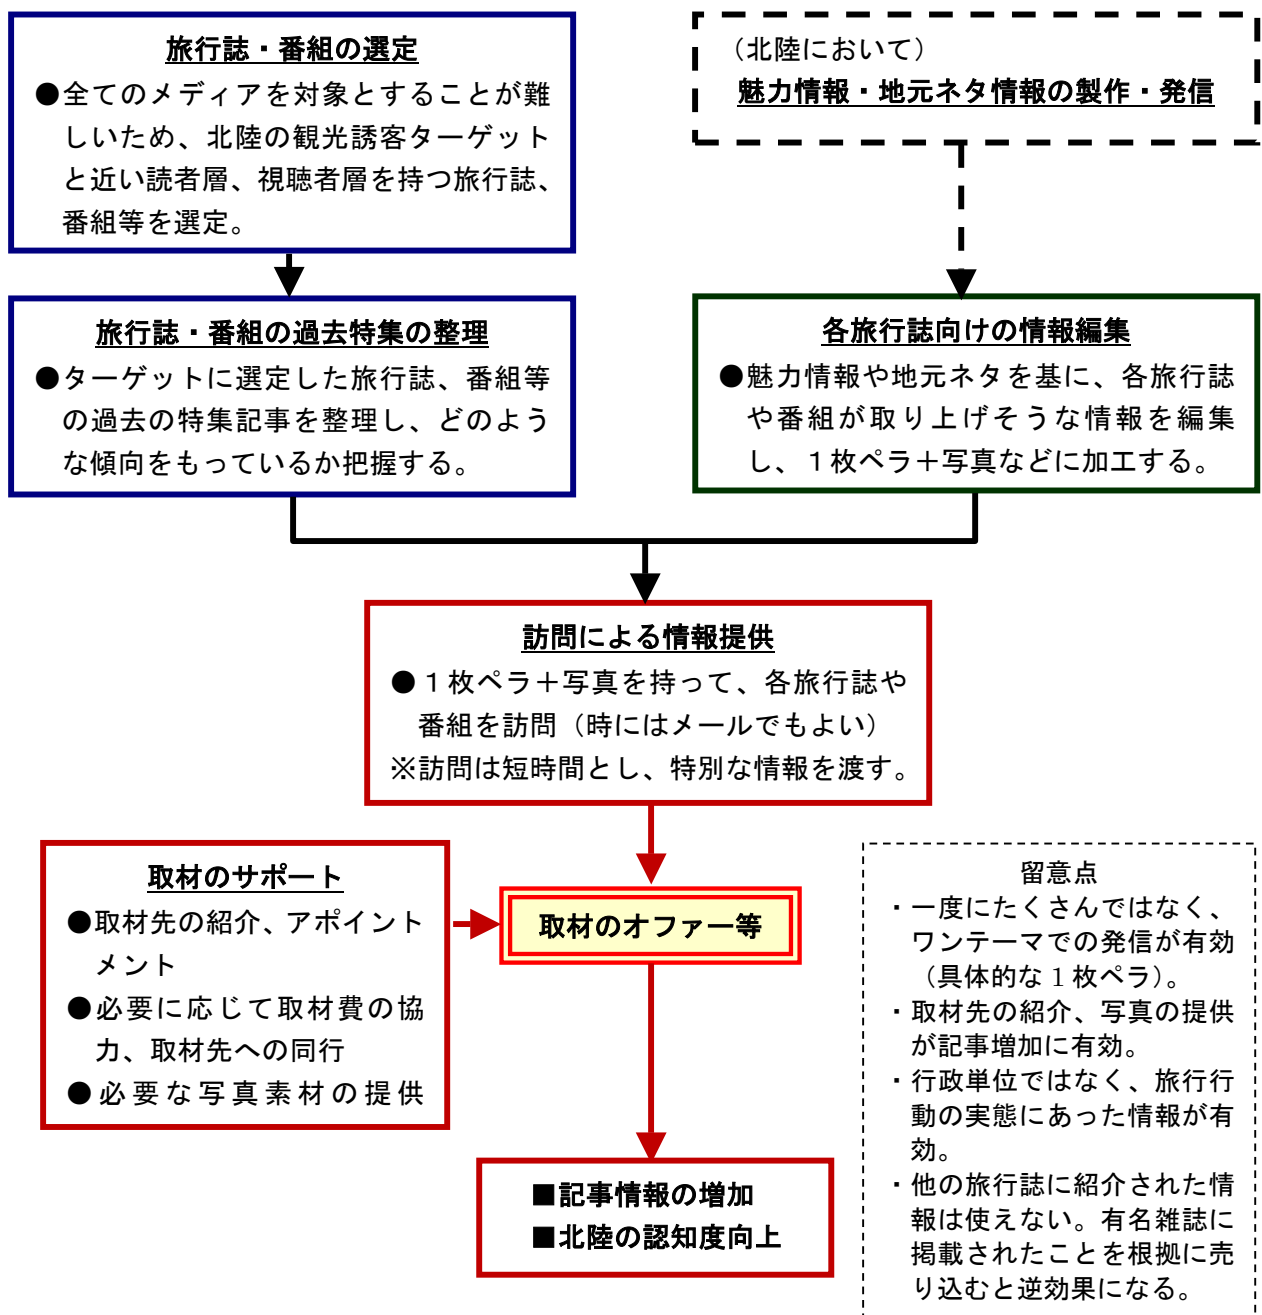 旅行誌・番組の選定
●全てのメディアを対象とすることが難
しいため、北陸の観光誘客ターゲット
と近い読者層、視聴者層を持つ旅行誌、
番組等を選定。
（北陸において）
魅力情報・地元ネタ情報の製作・発信
旅行誌・番組の過去特集の整理
●ターゲットに選定した旅行誌、番組等
の過去の特集記事を整理し、どのよう
な傾向をもっているか把握する。
各旅行誌向けの情報編集
●魅力情報や地元ネタを基に、各旅行誌
や番組が取り上げそうな情報を編集
し、１枚ペラ＋写真などに加工する。
訪問による情報提供
●１枚ペラ＋写真を持って、各旅行誌や
番組を訪問（時にはメールでもよい）
※訪問は短時間とし、特別な情報を渡す。
取材のサポート
●取材先の紹介、アポイント
メント
●必要に応じて取材費の協
力、取材先への同行
●必要な写真素材の提供
取材のオファー等
■記事情報の増加
■北陸の認知度向上
留意点
・一度にたくさんではなく、
ワンテーマでの発信が有効
（具体的な１枚ペラ）。
・取材先の紹介、写真の提供
が記事増加に有効。
・行政単位ではなく、旅行行
動の実態にあった情報が有
効。
・他の旅行誌に紹介された情
報は使えない。有名雑誌に
掲載されたことを根拠に売
り込むと逆効果になる。